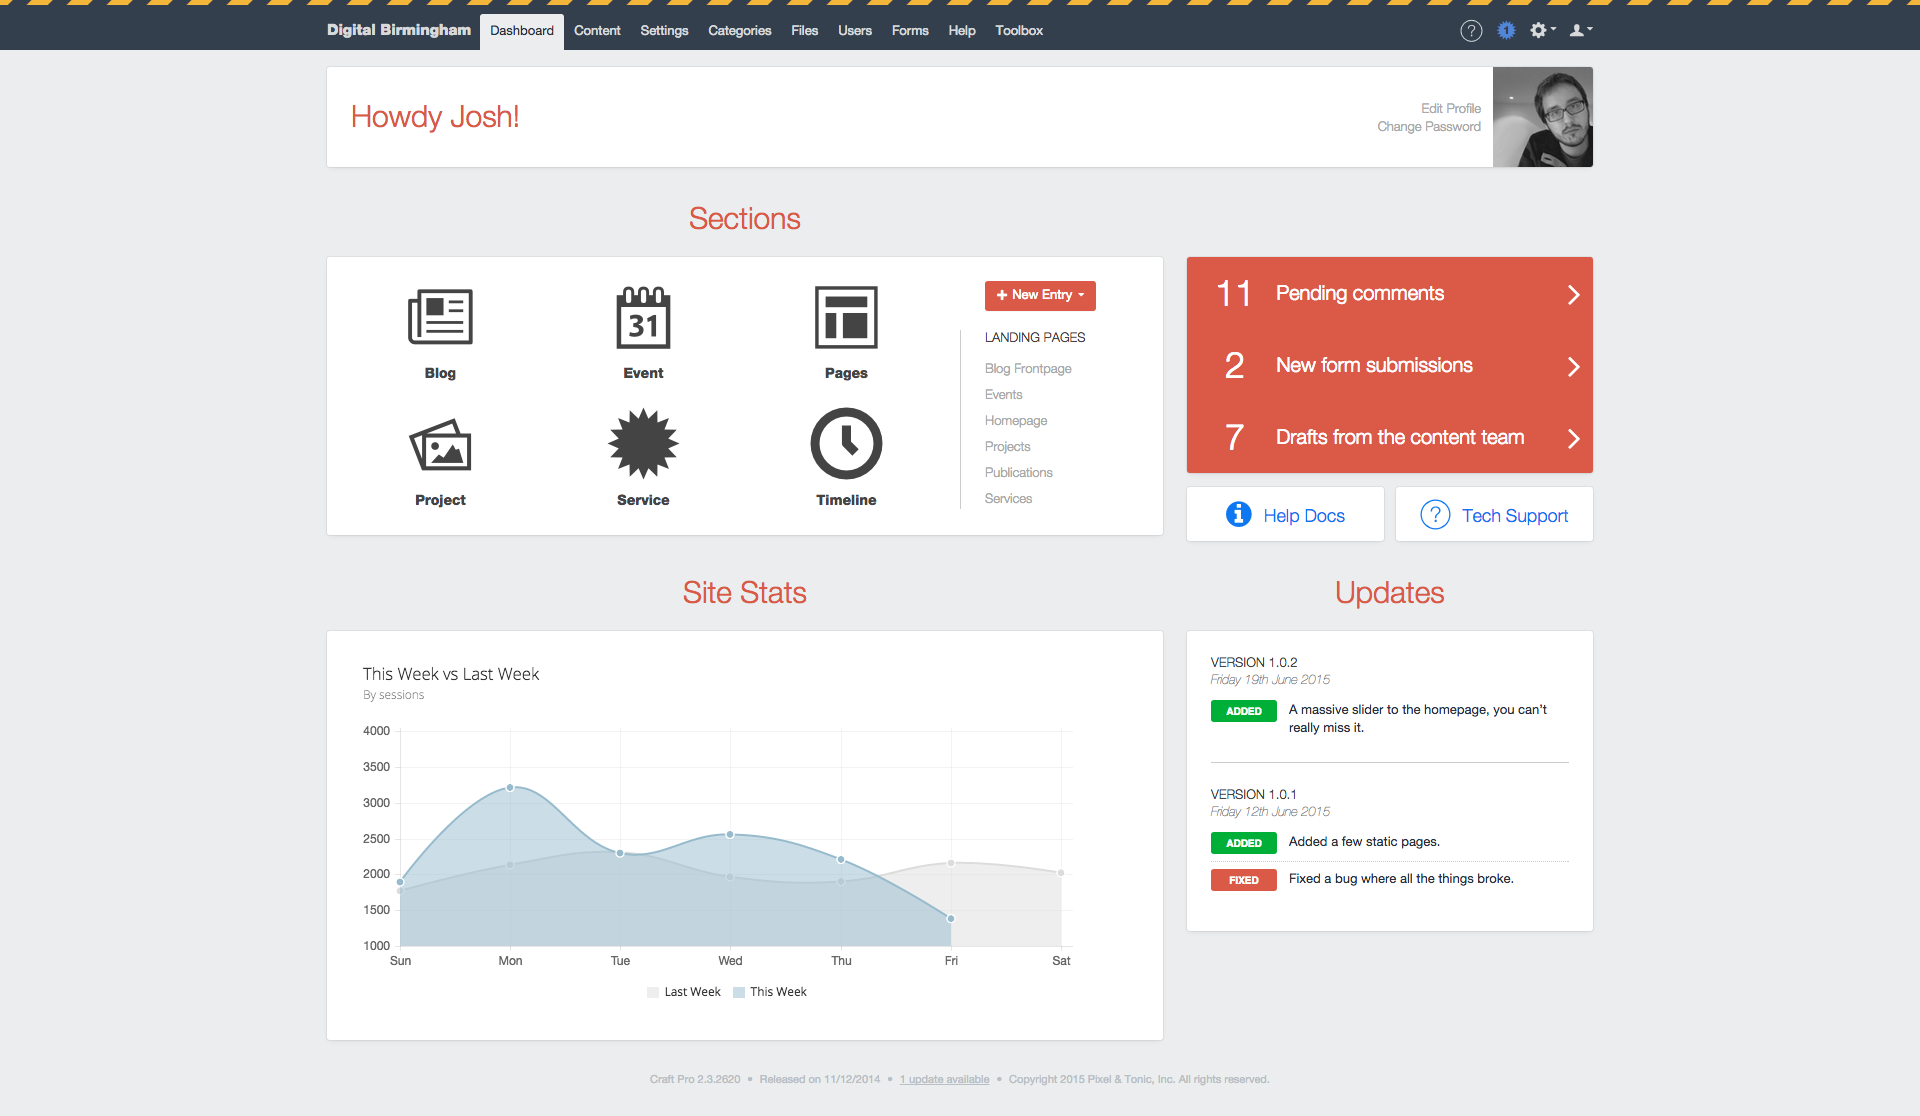 Digital Birmingham Dashboard Content Settings Categories Files Users Forms Help Toolbox ? 1
Howdy Josh!
Edit Profile
Change Password
Sections
31
Blog Event Pages
Project Service Timeline
+ New Entry
LANDING PAGES
Blog Frontpage
Events
Homepage
Projects
Publications
Services
11 Pending comments
2 New form submissions
7 Drafts from the content team
i Help Docs
? Tech Support
Site Stats
This Week vs Last Week
By sessions
4000
3500
3000
2500
2000
1500
1000
Sun Mon Tue Wed Thu Fri Sat
Last Week This Week
Updates
VERSION 1.0.2
Friday 19th June 2015
ADDED A massive slider to the homepage, you can't
really miss it.
VERSION 1.0.1
Friday 12th June 2015
ADDED Added a few static pages.
FIXED Fixed a bug where all the things broke.
Craft Pro 2.3.2620 • Released on 11/12/2014 • 1 update available • Copyright 2015 Pixel & Tonic, Inc. All rights reserved.